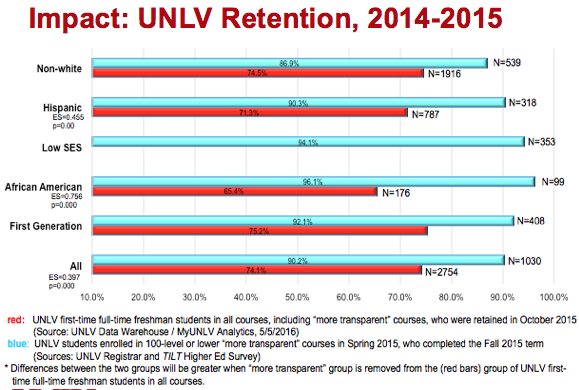 Impact: UNLV Retention, 2014-2015
Non-white
86.9%
N=539
74.5%
N=1916
Hispanic
ES=0.455
p=0.00
90.3%
N=318
71.3%
N=787
Low SES
94.1%
N=353
African American
ES=0.756
p=0.000
96.1%
N=99
65.4%
N=176
First Generation
92.1%
N=408
75.2%
All
ES=0.397
p=0.000
90.2%
N=1030
74.1%
N=2754
10.0% 20.0% 30.0% 40.0% 50.0% 60.0% 70.0% 80.0% 90.0% 100.0%
red: UNLV first-time full-time freshman students in all courses, including “more transparent” courses, who were retained in October 2015
(Source: UNLV Data Warehouse / MyUNLV Analytics, 5/5/2016)
blue: UNLV students enrolled in 100-level or lower “more transparent” courses in Spring 2015, who completed the Fall 2015 term
(Sources: UNLV Registrar and TILT Higher Ed Survey)
* Differences between the two groups will be greater when “more transparent” group is removed from the (red bars) group of UNLV first-
time full-time freshman students in all courses.